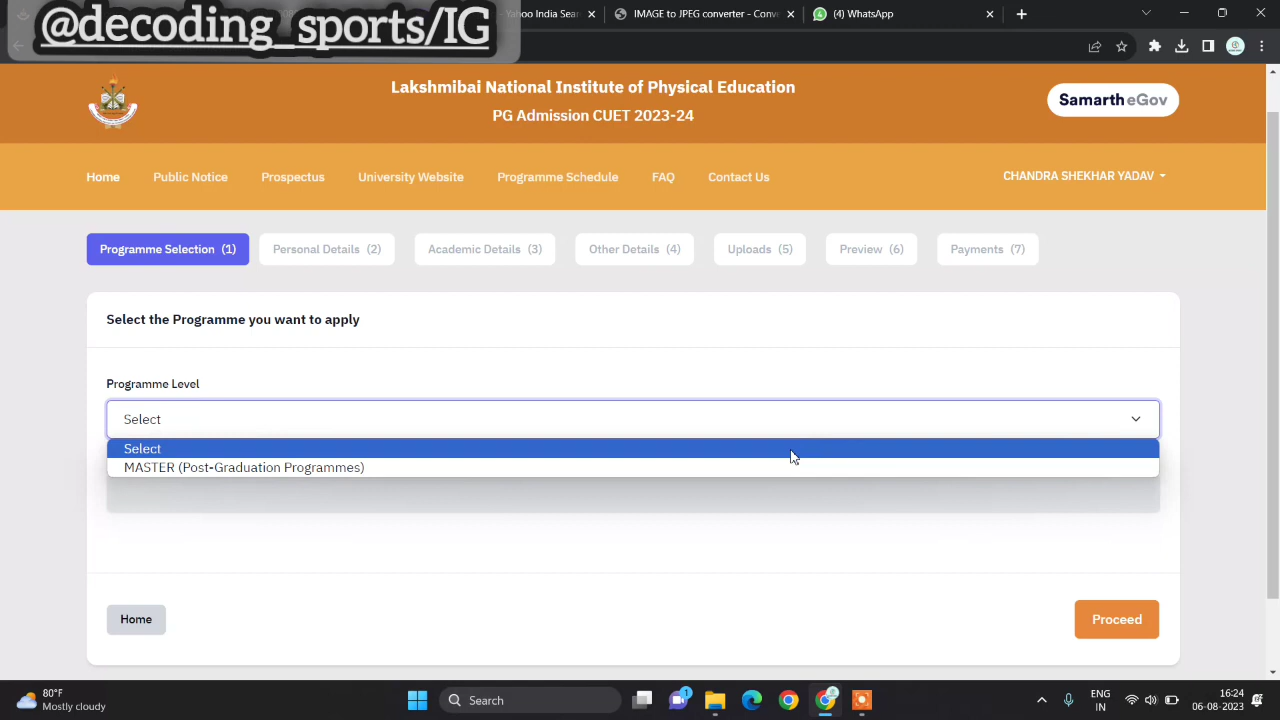 @decoding_sports/IG
Yahoo India Sea
IMAGE to JPEG converter - Conv
(4) WhatsApp
Lakshmibai National Institute of Physical Education
PG Admission CUET 2023-24
Samarth eGov
Home
Public Notice
Prospectus
University Website
Programme Schedule
FAQ
Contact Us
CHANDRA SHEKHAR YADAV
Programme Selection (1)
Personal Details (2)
Academic Details (3)
Other Details (4)
Uploads (5)
Preview (6)
Payments (7)
Select the Programme you want to apply
Programme Level
Select
Select
MASTER (Post-Graduation Programmes)
Home
Proceed
80°F
Mostly cloudy
Search
1
ENG
IN
16:24
06-08-2023